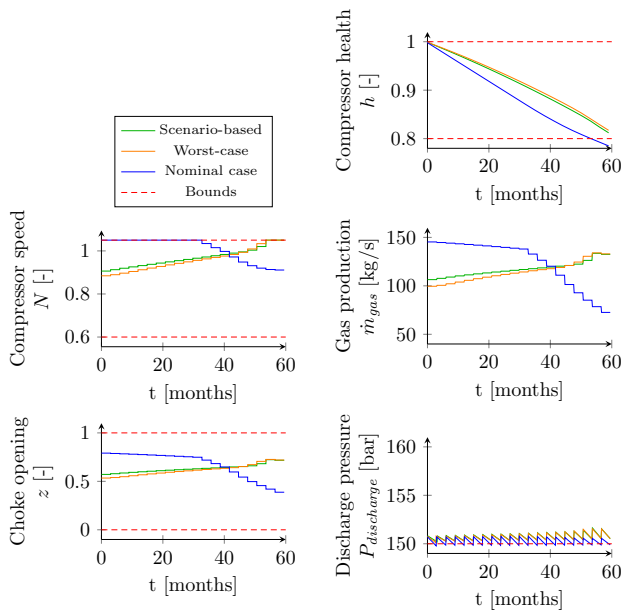 Scenario-based
Worst-case
Nominal case
Bounds
Compressor health
h [-]
1
0.9
0.8
0
20
40
60
t [months]
Compressor speed
N [-]
1
0.8
0.6
0
20
40
60
t [months]
Gas production
ṁgas [kg/s]
150
100
50
0
20
40
60
t [months]
Choke opening
z [-]
1
0.5
0
0
20
40
60
t [months]
Discharge pressure
Pdischarge [bar]
160
155
150
0
20
40
60
t [months]